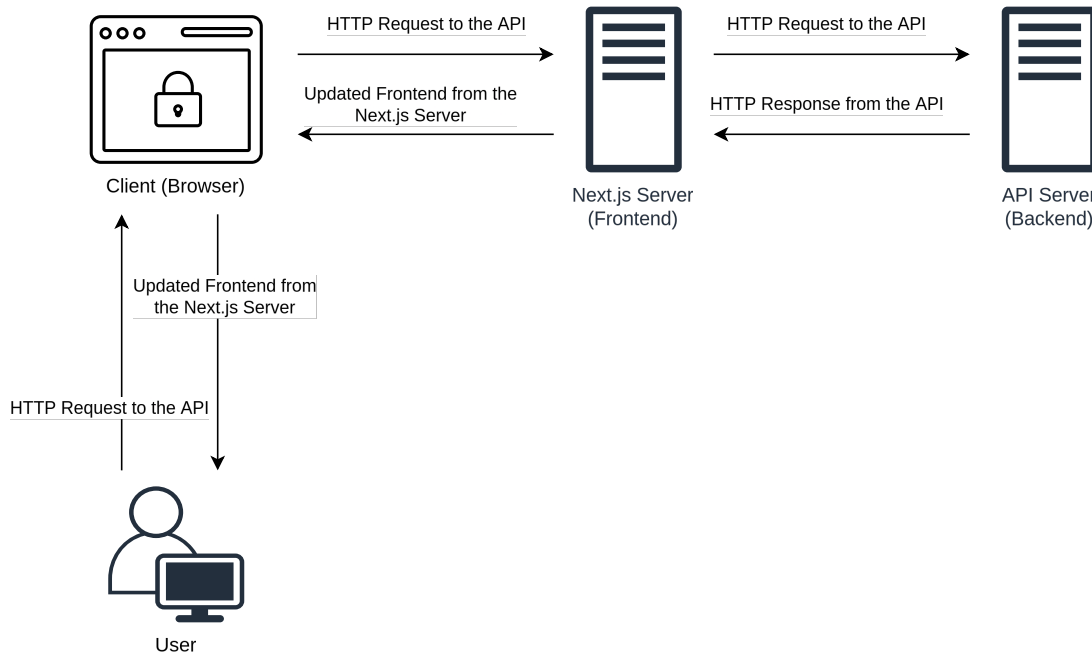 HTTP Request to the API
HTTP Request to the API
Updated Frontend from the
Next.js Server
HTTP Response from the API
Client (Browser)
Next.js Server
(Frontend)
API Server
(Backend)
Updated Frontend from
the Next.js Server
HTTP Request to the API
User